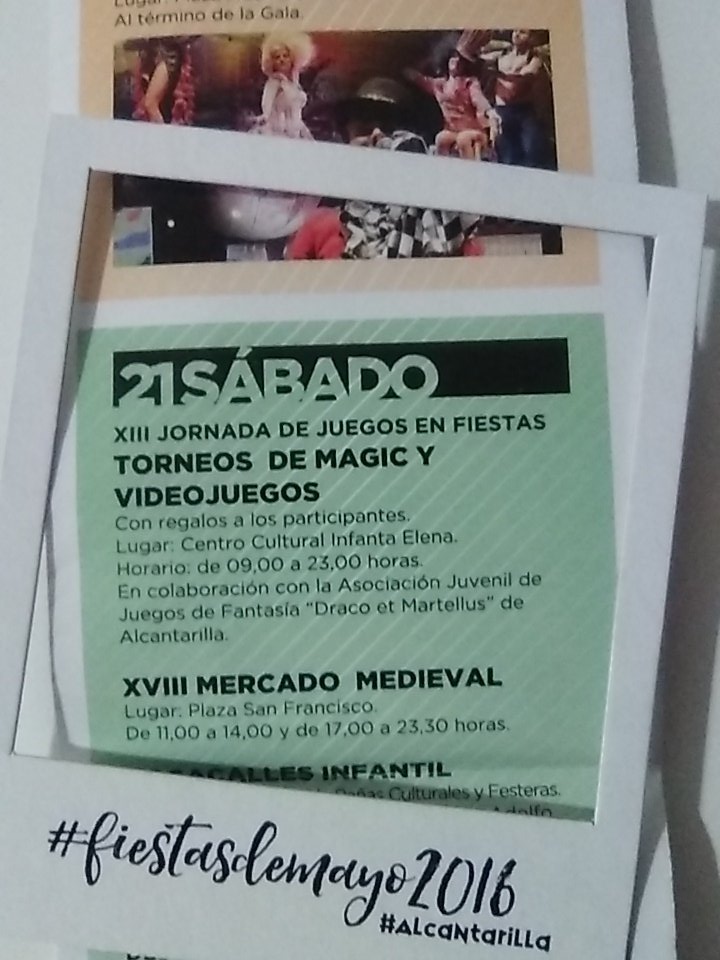 Al término de la Gala.
21 SÁBADO
XIII JORNADA DE JUEGOS EN FIESTAS
TORNEOS DE MAGIC Y
VIDEOJUEGOS
Con regalos a los participantes.
Lugar: Centro Cultural Infanta Elena.
Horario: de 09,00 a 23,00 horas.
En colaboración con la Asociación Juvenil de
Juegos de Fantasía "Draco et Martellus" de
Alcantarilla.
XVIII MERCADO MEDIEVAL
Lugar: Plaza San Francisco.
De 11,00 a 14,00 y de 17,00 a 23,30 horas.
INFANTIL
Culturales y Festeras.
Adolfo
#fiestasdemayo2016
#Alcantarilla